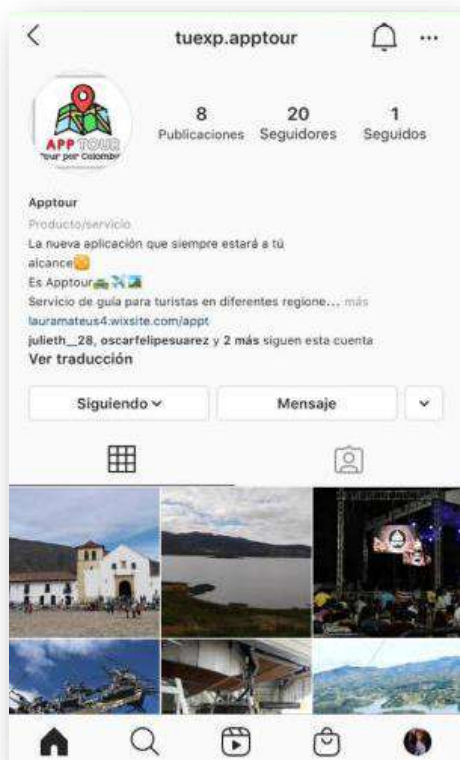 tuexp.apptour
APP TOUR
Tour por Colombia
8 20 1
Publicaciones Seguidores Seguidos
Apptour
Producto/servicio
La nueva aplicación que siempre estará a tú
alcance
Es Apptour
Servicio de guía para turistas en diferentes regione... más
lauramateus4.wixsite.com/appt
julieth__28, oscarfelipesuarez y 2 más siguen esta cuenta
Ver traducción
Siguiendo Mensaje